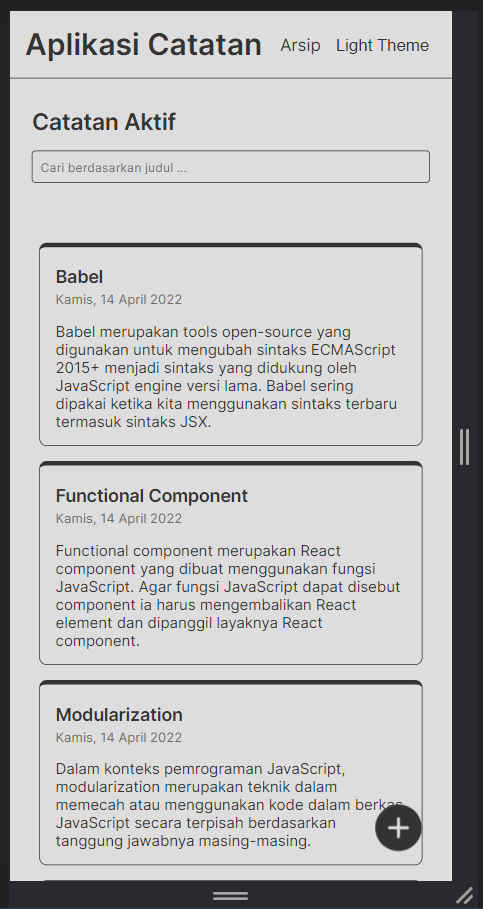 Aplikasi Catatan Arsip Light Theme
Catatan Aktif
Cari berdasarkan judul ...
Babel
Kamis, 14 April 2022
Babel merupakan tools open-source yang
digunakan untuk mengubah sintaks ECMAScript
2015+ menjadi sintaks yang didukung oleh
JavaScript engine versi lama. Babel sering
dipakai ketika kita menggunakan sintaks terbaru
termasuk sintaks JSX.
Functional Component
Kamis, 14 April 2022
Functional component merupakan React
component yang dibuat menggunakan fungsi
JavaScript. Agar fungsi JavaScript dapat disebut
component ia harus mengembalikan React
element dan dipanggil layaknya React
component.
Modularization
Kamis, 14 April 2022
Dalam konteks pemrograman JavaScript,
modularization merupakan teknik dalam
memecah atau menggunakan kode dalam berkas
JavaScript secara terpisah berdasarkan
tanggung jawabnya masing-masing.